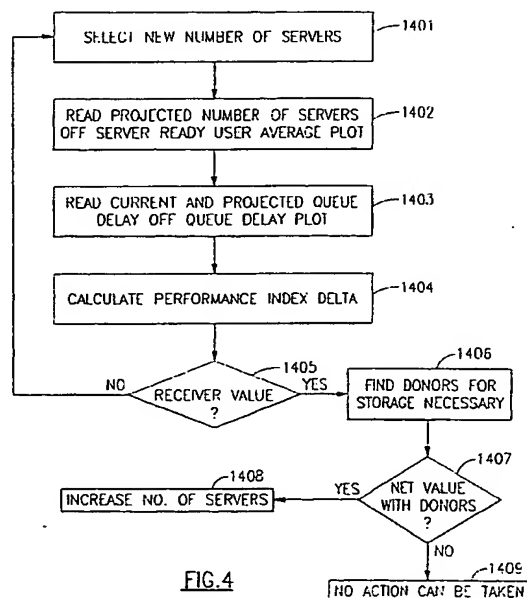 SELECT NEW NUMBER OF SERVERS
1401
READ PROJECTED NUMBER OF SERVERS
OFF SERVER READY USER AVERAGE PLOT
1402
READ CURRENT AND PROJECTED QUEUE
DELAY OFF QUEUE DELAY PLOT
1403
CALCULATE PERFORMANCE INDEX DELTA
1404
RECEIVER VALUE
?
1405
NO
YES
FIND DONORS FOR
STORAGE NECESSARY
1406
NET VALUE
WITH DONORS
?
1407
YES
NO
INCREASE NO. OF SERVERS
1408
NO ACTION CAN BE TAKEN
1409
FIG.4